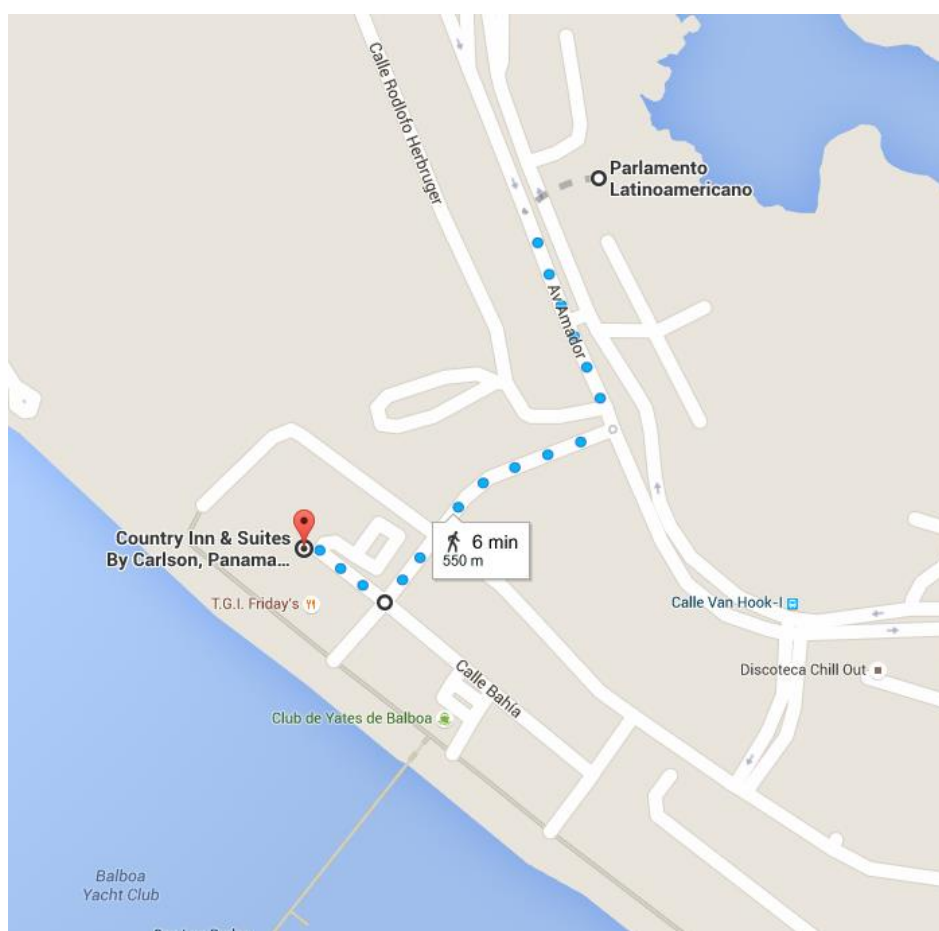 Calle Rodlofo Herbruger
Parlamento
Latinoamericano
Av Amador
Country Inn & Suites
By Carlson, Panama...
6 min
550 m
T.G.I. Friday's
Calle Van Hook-I
Discoteca Chill Out
Calle Bahía
Club de Yates de Balboa
Balboa
Yacht Club